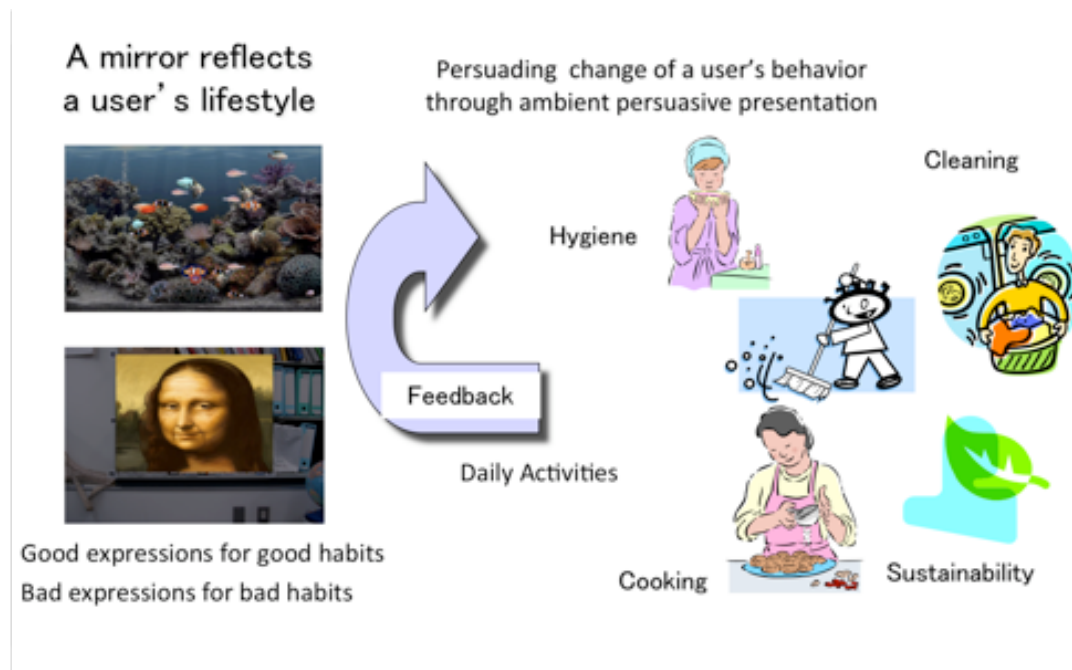 A mirror reflects
a user's lifestyle
Persuading change of a user's behavior
through ambient persuasive presentation
Cleaning
Hygiene
Feedback
Daily Activities
Cooking
Sustainability
Good expressions for good habits
Bad expressions for bad habits